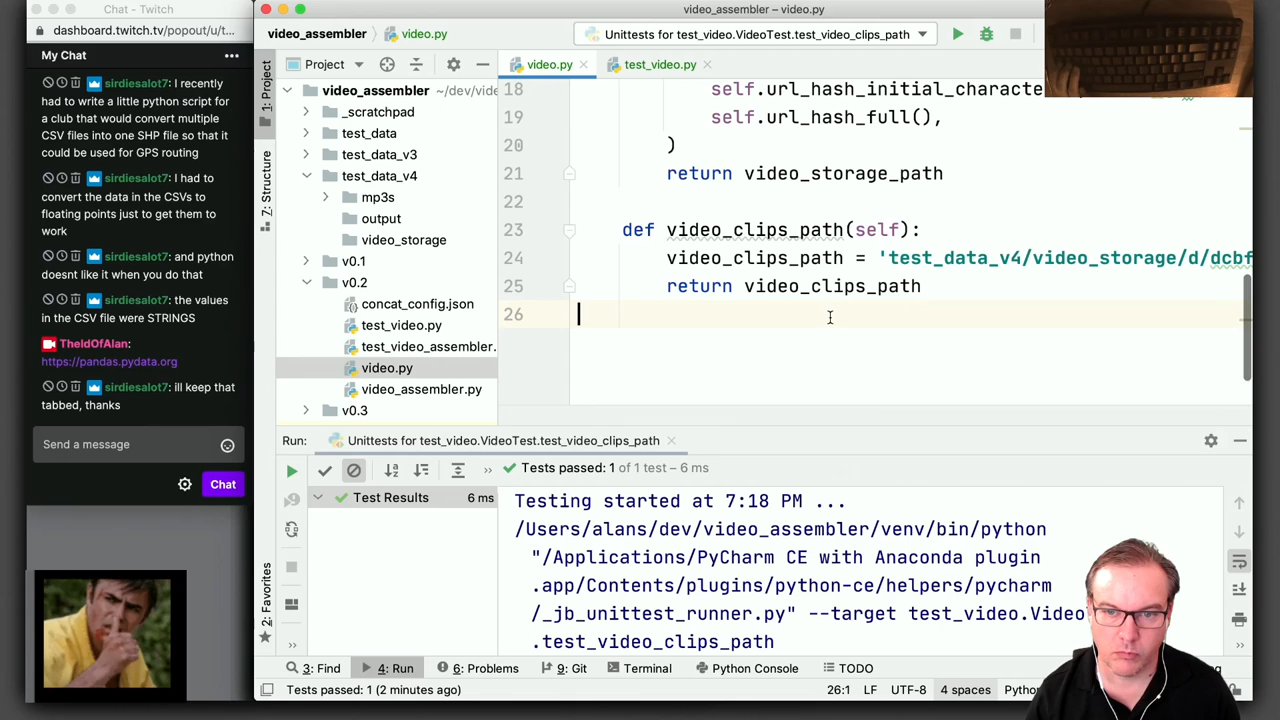 Chat - Twitch
dashboard.twitch.tv/popout/u/t...
My Chat
sirdiesalot7: I recently
had to write a little python script for
a club that would convert multiple
CSV files into one SHP file so that it
could be used for GPS routing
sirdiesalot7: I had to
convert the data in the CSVs to
floating points just to get them to
work
sirdiesalot7: and python
doesnt like it when you do that
sirdiesalot7: the values
in the CSV file were STRINGS
TheIdOfAlan:
https://pandas.pydata.org
sirdiesalot7: ill keep that
tabbed, thanks
Send a message
Chat
video_assembler – video.py
video_assembler
video.py
Unittests for test_video.VideoTest.test_video_clips_path
1: Project
7: Structure
2: Favorites
Project
video_assembler ~/dev/vide
_scratchpad
test_data
test_data_v3
test_data_v4
mp3s
output
video_storage
v0.1
v0.2
concat_config.json
test_video.py
test_video_assembler.
video.py
video_assembler.py
v0.3
video.py
test_video.py
18 self.url_hash_initial_characte
19 self.url_hash_full(),
20 )
21 return video_storage_path
22
23 def video_clips_path(self):
24 video_clips_path = 'test_data_v4/video_storage/d/dcbf
25 return video_clips_path
26
Run: Unittests for test_video.VideoTest.test_video_clips_path
Tests passed: 1 of 1 test – 6 ms
Test Results 6 ms
Testing started at 7:18 PM ...
/Users/alans/dev/video_assembler/venv/bin/python
"/Applications/PyCharm CE with Anaconda plugin
.app/Contents/plugins/python-ce/helpers/pycharm
/_jb_unittest_runner.py" --target test_video.Video
.test_video_clips_path
3: Find
4: Run
6: Problems
9: Git
Terminal
Python Console
TODO
Tests passed: 1 (2 minutes ago)
26:1 LF UTF-8 4 spaces Pytho